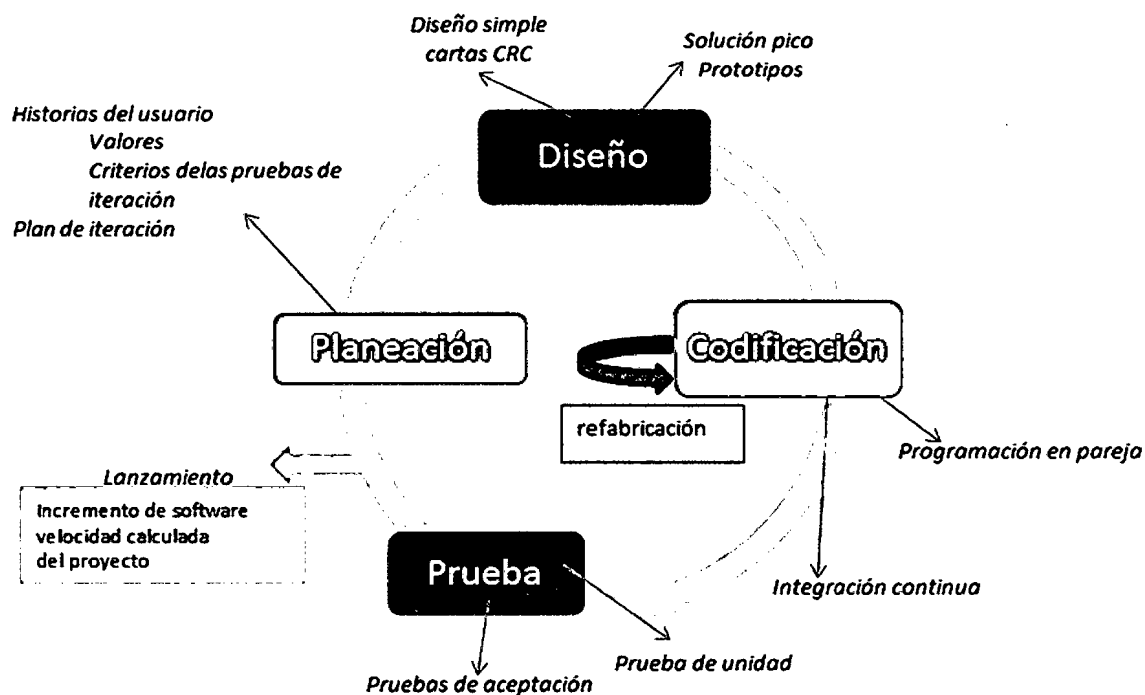 Diseño simple
cartas CRC
Solución pico
Prototipos
Historias del usuario
Valores
Criterios delas pruebas de
iteración
Plan de iteración
Diseño
Planeación
Codificación
refabricación
Programación en pareja
Lanzamiento
Incremento de software
velocidad calculada
del proyecto
Prueba
Integración continua
Prueba de unidad
Pruebas de aceptación